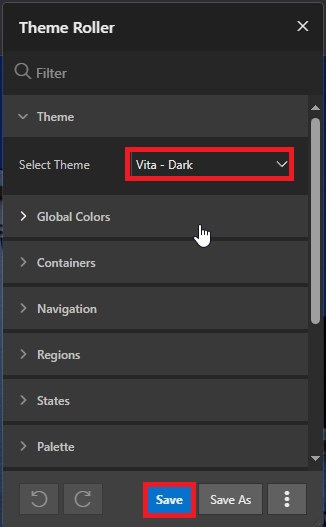 Theme Roller
Filter
Theme
Select Theme Vita - Dark
Global Colors
Containers
Navigation
Regions
States
Palette
Save Save As